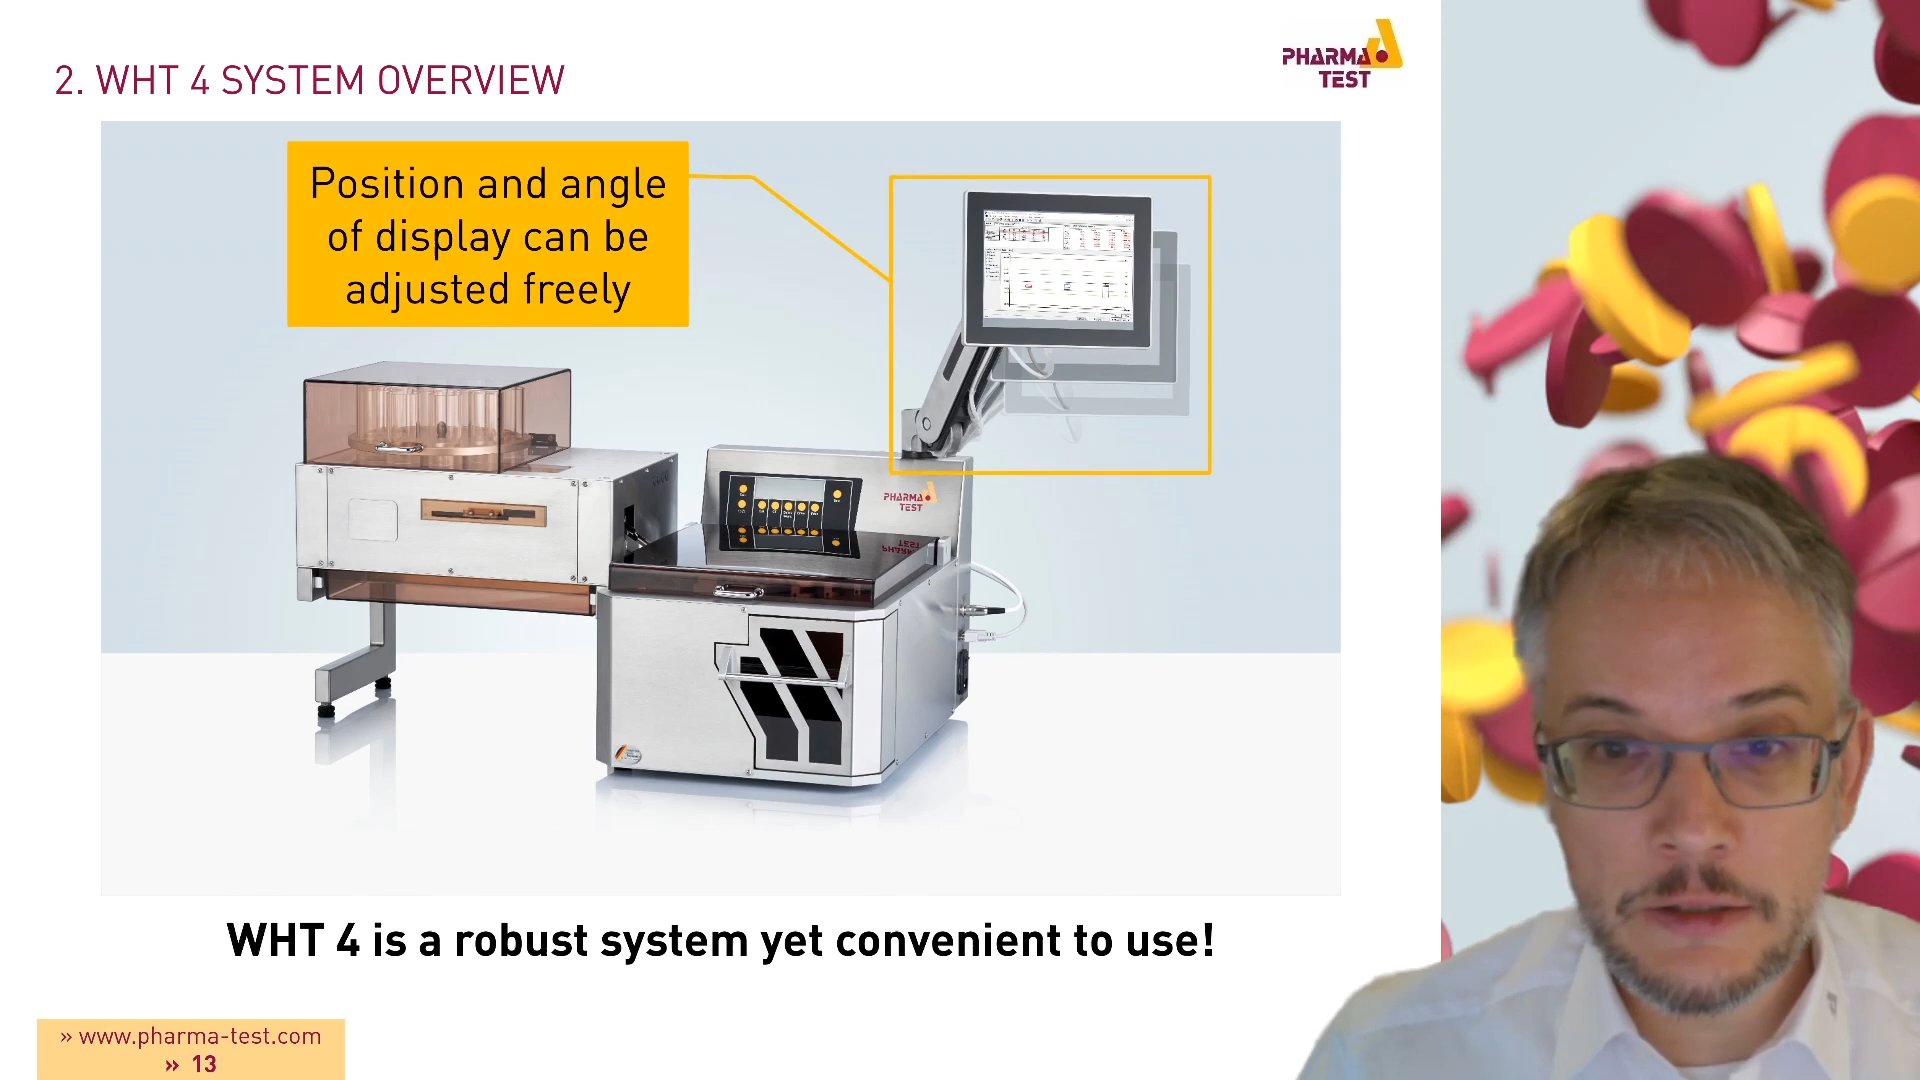 2. WHT 4 SYSTEM OVERVIEW
PHARMA
TEST
Position and angle
of display can be
adjusted freely
PHARMA
TEST
WHT 4 is a robust system yet convenient to use!
» www.pharma-test.com
» 13